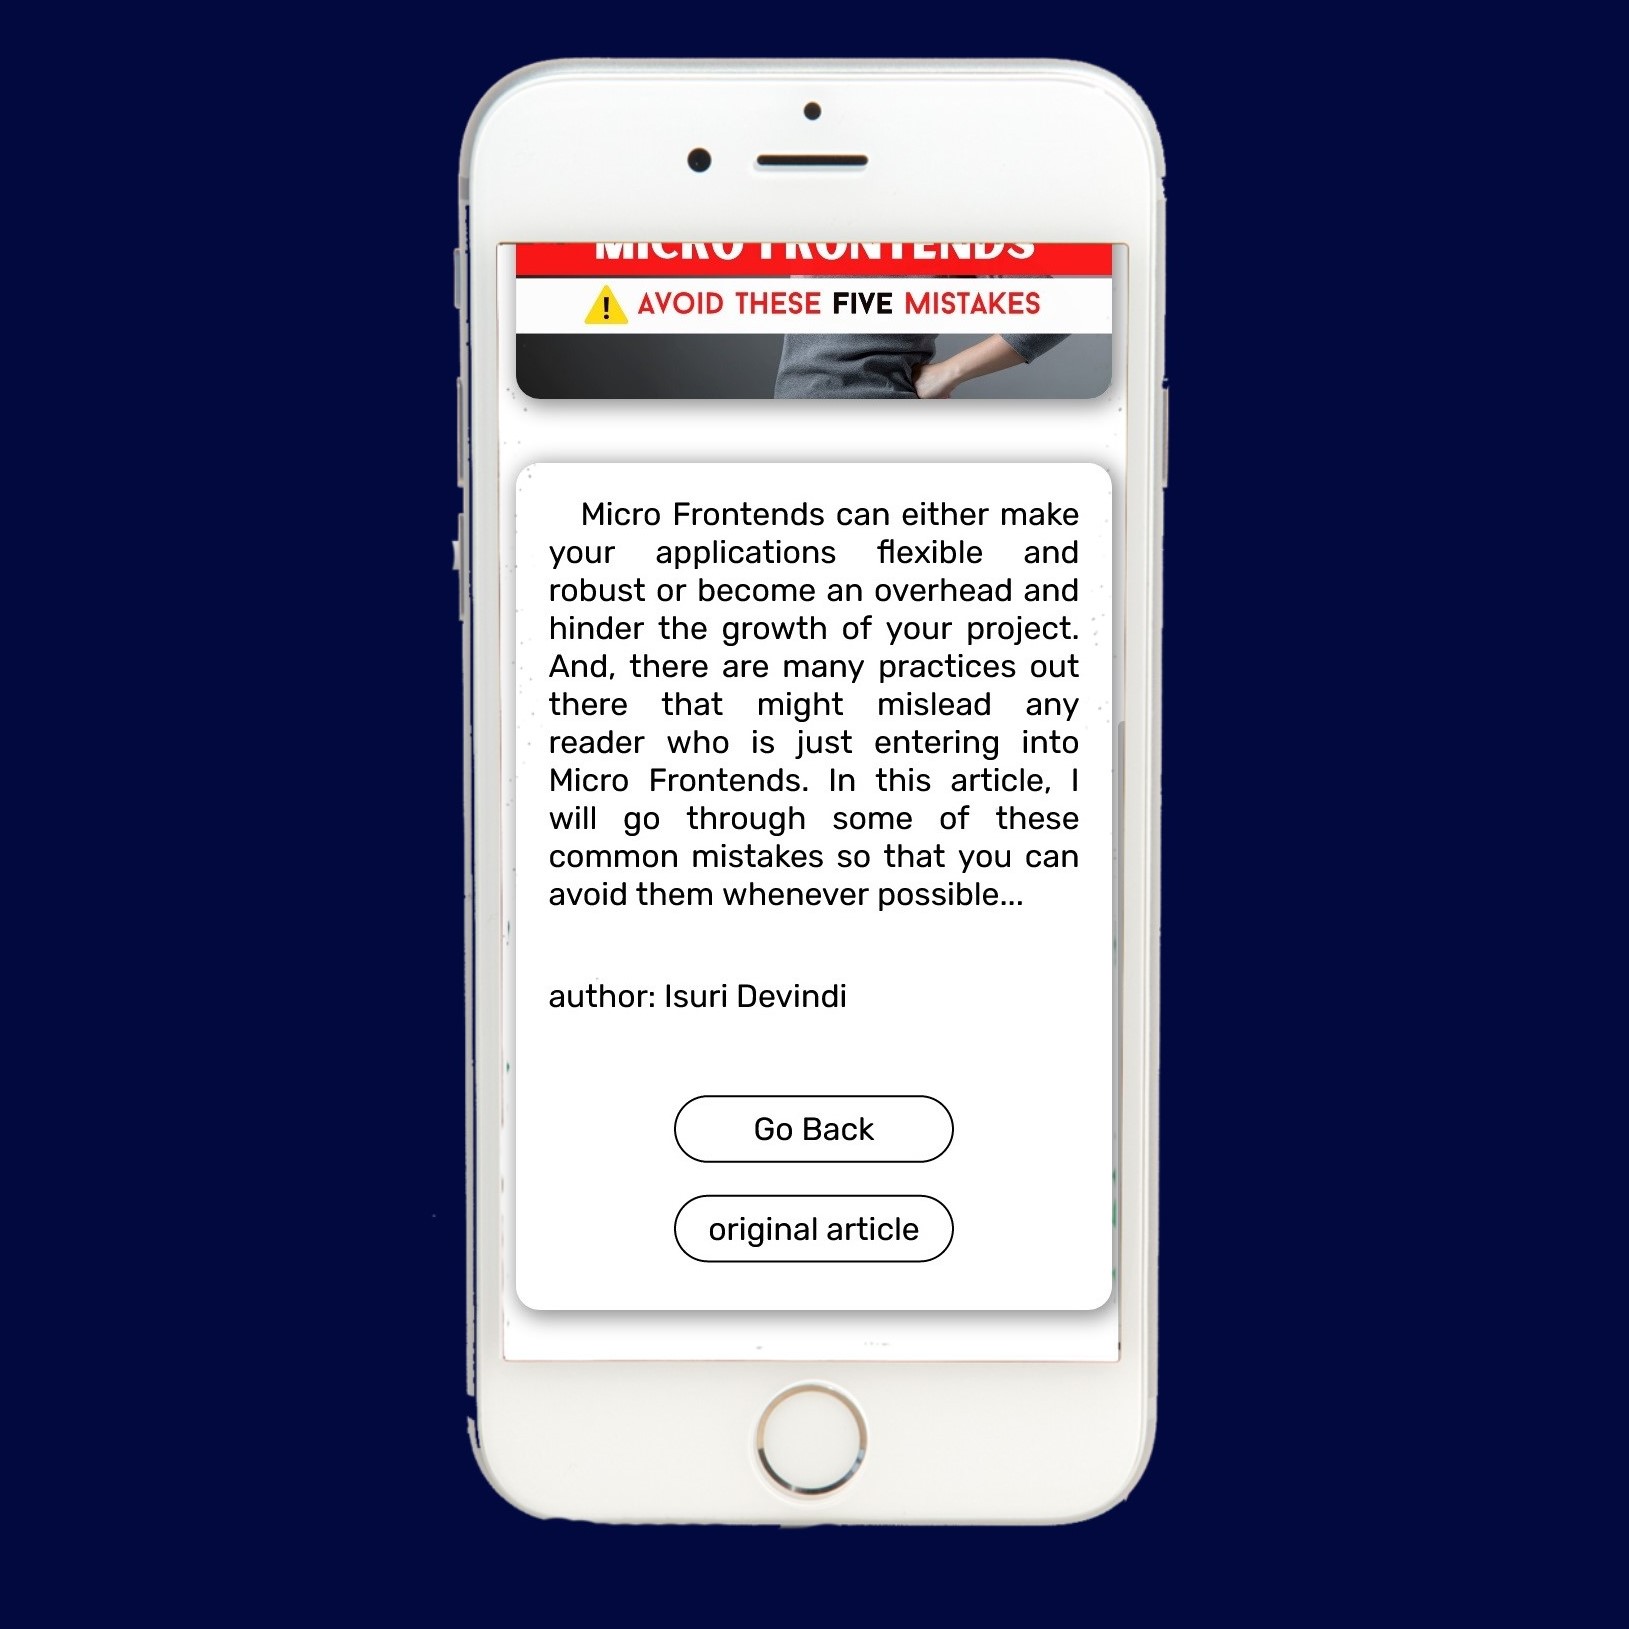 MICRO FRONTENDS
! AVOID THESE FIVE MISTAKES
Micro Frontends can either make
your applications flexible and
robust or become an overhead and
hinder the growth of your project.
And, there are many practices out
there that might mislead any
reader who is just entering into
Micro Frontends. In this article, I
will go through some of these
common mistakes so that you can
avoid them whenever possible...
author: Isuri Devindi
Go Back
original article